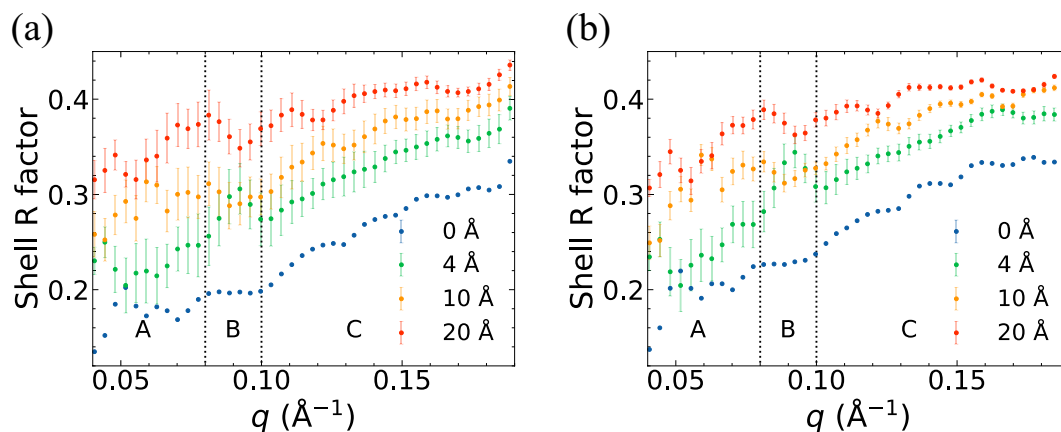 (a)
Shell R factor
0.4
0.3
0.2
A
B
C
0 Å
4 Å
10 Å
20 Å
0.05
0.10
0.15
q (Å⁻¹)
(b)
Shell R factor
0.4
0.3
0.2
A
B
C
0 Å
4 Å
10 Å
20 Å
0.05
0.10
0.15
q (Å⁻¹)